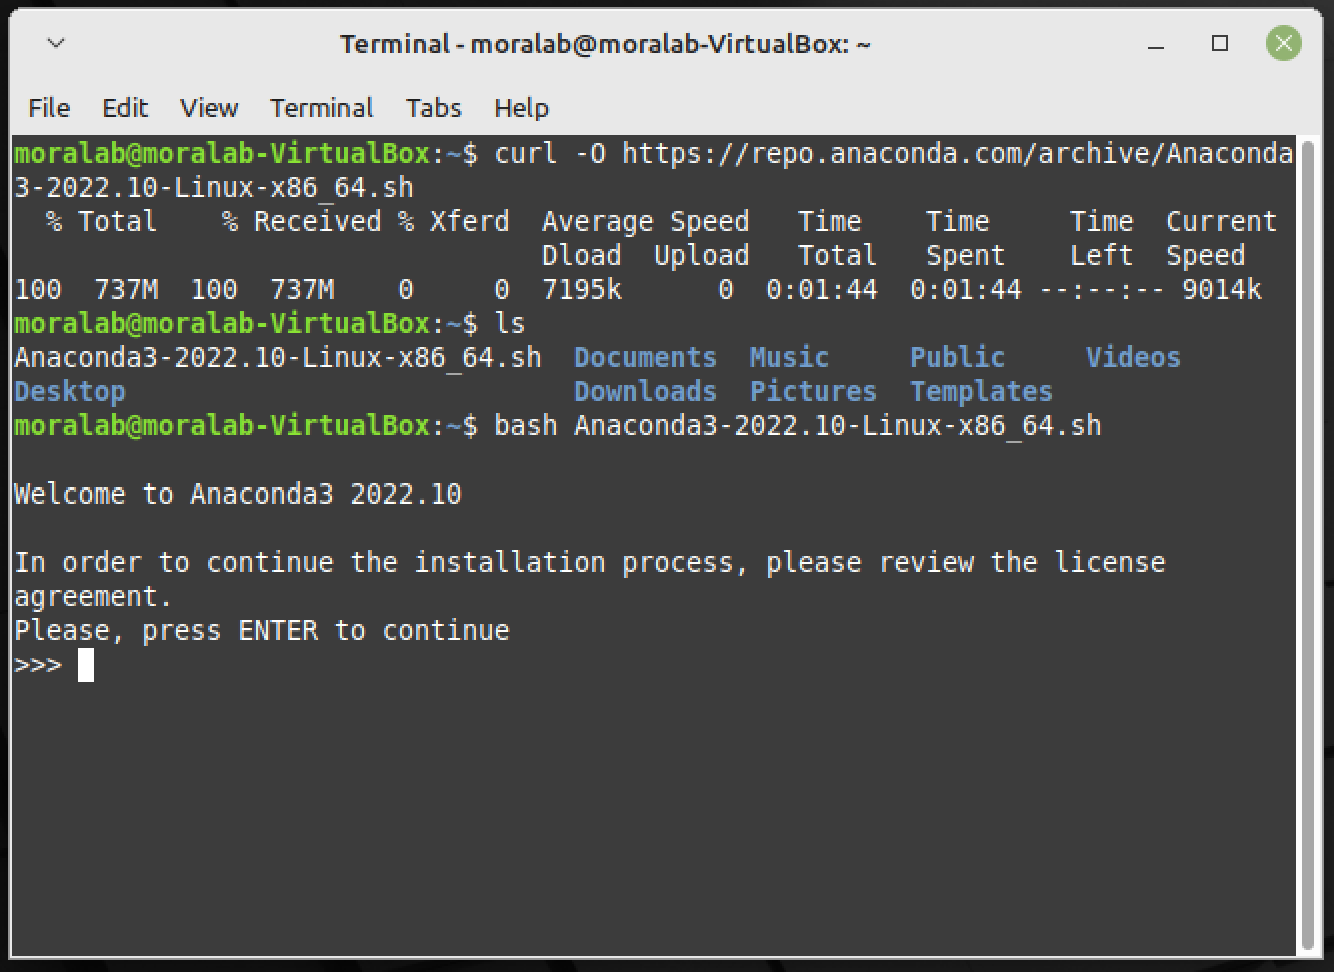 Terminal - moralab@moralab-VirtualBox: ~
File Edit View Terminal Tabs Help
moralab@moralab-VirtualBox:~$ curl -O https://repo.anaconda.com/archive/Anaconda
3-2022.10-Linux-x86_64.sh
  % Total    % Received % Xferd  Average Speed   Time    Time     Time  Current
                                 Dload  Upload   Total   Spent    Left  Speed
100  737M  100  737M    0     0  7195k      0  0:01:44  0:01:44 --:--:-- 9014k
moralab@moralab-VirtualBox:~$ ls
Anaconda3-2022.10-Linux-x86_64.sh  Documents  Music     Public     Videos
Desktop                            Downloads  Pictures  Templates
moralab@moralab-VirtualBox:~$ bash Anaconda3-2022.10-Linux-x86_64.sh
Welcome to Anaconda3 2022.10
In order to continue the installation process, please review the license
agreement.
Please, press ENTER to continue
>>>